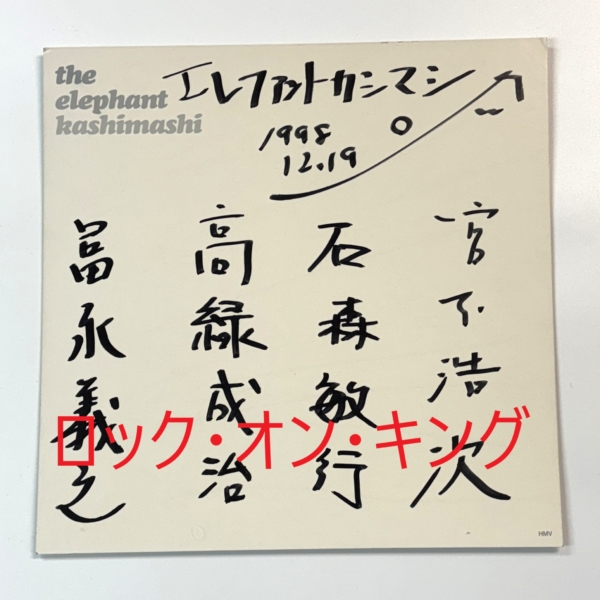 the
elephant
kashimashi
エレファントカシマシ
1998
12.19
宮下浩次
石森敏行
高緑成治
冨永義之
ロック・オン・キング
HMV